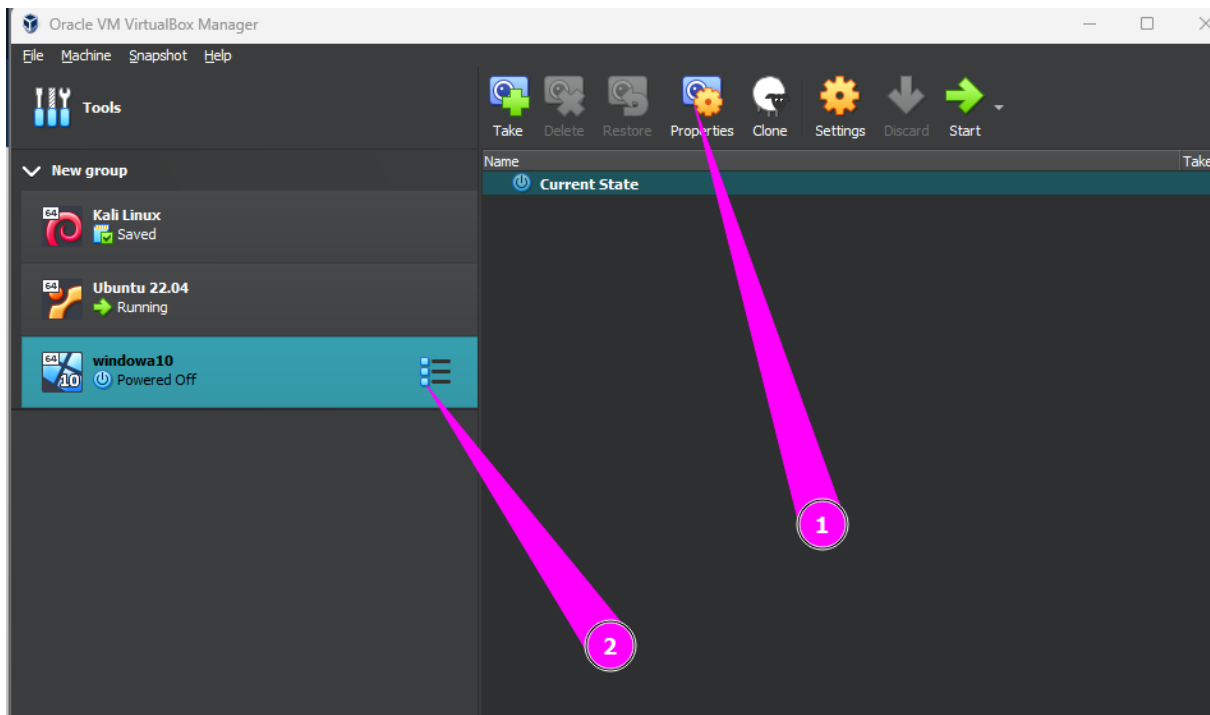 Oracle VM VirtualBox Manager
File Machine Snapshot Help
Tools
Take Delete Restore Properties Clone Settings Discard Start
New group
Name Take
Current State
64
Kali Linux
Saved
64
Ubuntu 22.04
Running
64
10
windowa10
Powered Off
1
2